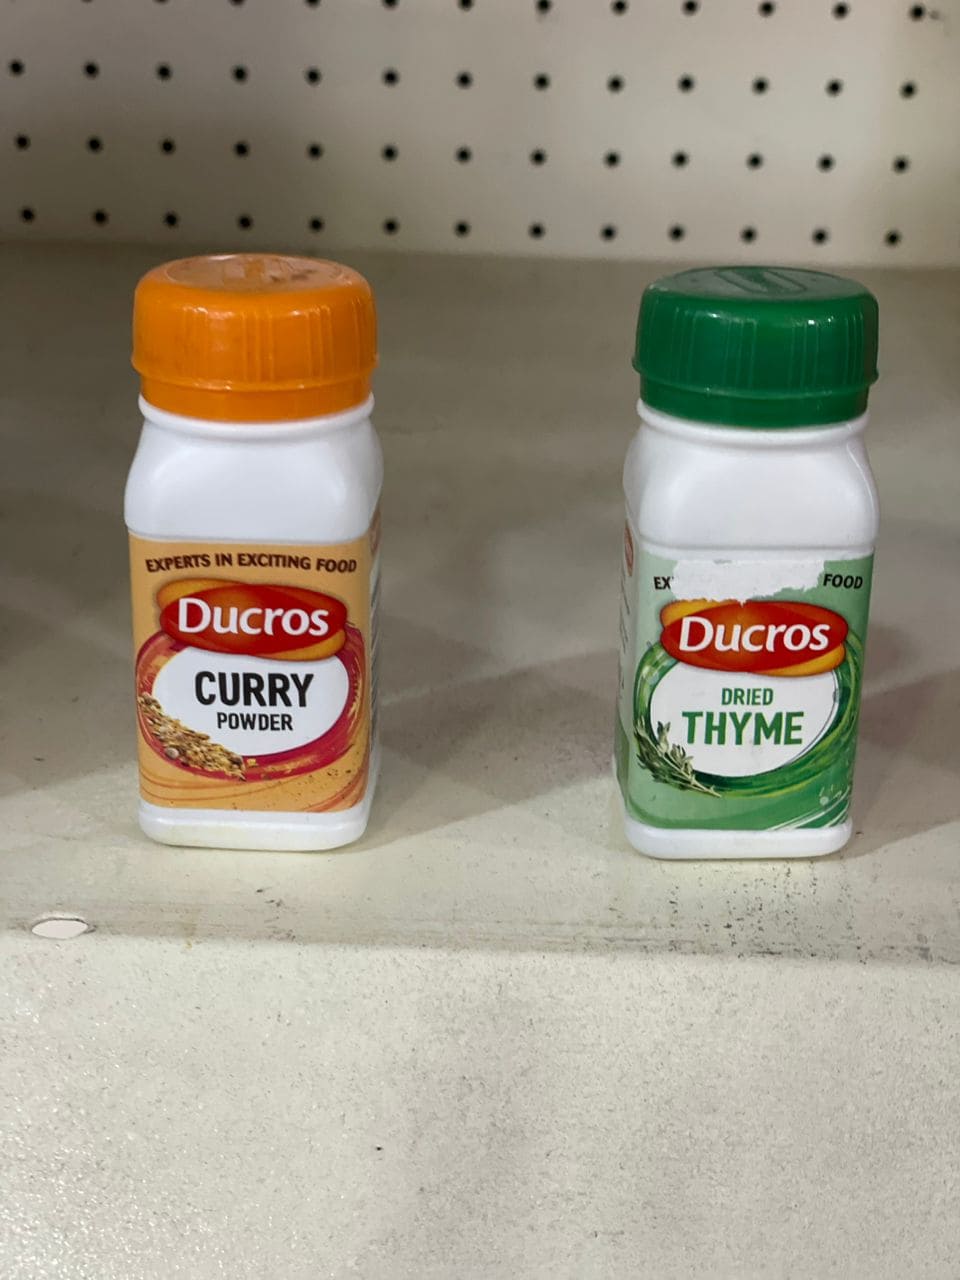 EXPERTS IN EXCITING FOOD
Ducros
CURRY
POWDER
FOOD
Ducros
DRIED
THYME